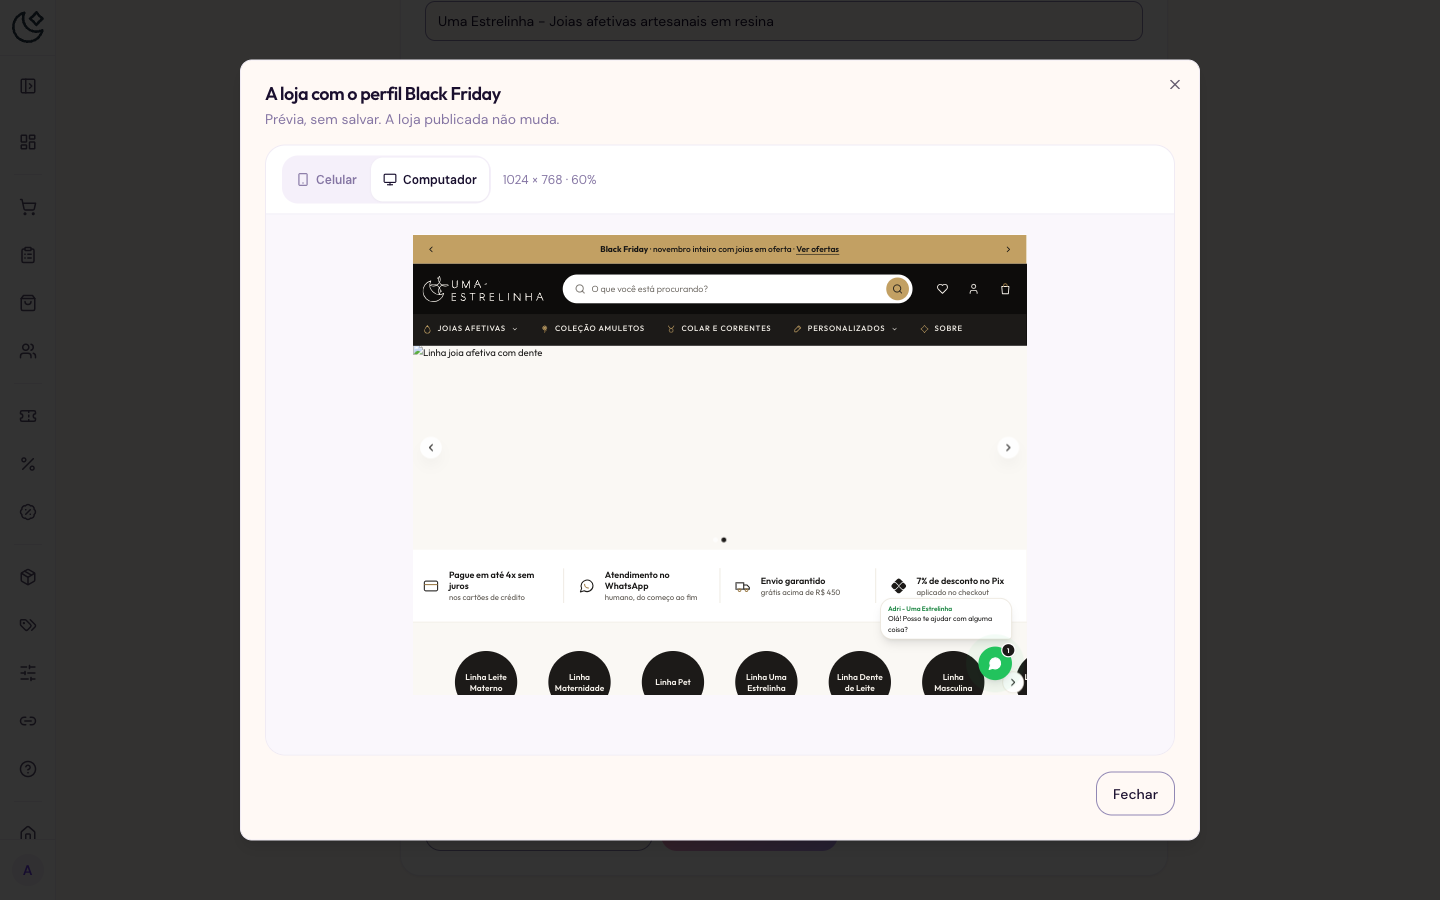 Uma Estrelinha - Joias afetivas artesanais em resina
A loja com o perfil Black Friday
Prévia, sem salvar. A loja publicada não muda.
Celular
Computador
1024 × 768 · 60%
Black Friday · novembro inteiro com joias em oferta · Ver ofertas
UMA
ESTRELINHA
O que você está procurando?
JOIAS AFETIVAS
COLEÇÃO AMULETOS
COLAR E CORRENTES
PERSONALIZADOS
SOBRE
Linha joia afetiva com dente
Pague em até 4x sem
juros
nos cartões de crédito
Atendimento no
WhatsApp
humano, do começo ao fim
Envio garantido
grátis acima de R$ 450
7% de desconto no Pix
aplicado no checkout
Adri - Uma Estrelinha
Olá! Posso te ajudar com alguma
coisa?
1
Linha Leite
Materno
Linha
Maternidade
Linha Pet
Linha Uma
Estrelinha
Linha Dente
de Leite
Linha
Masculina
Fechar
A